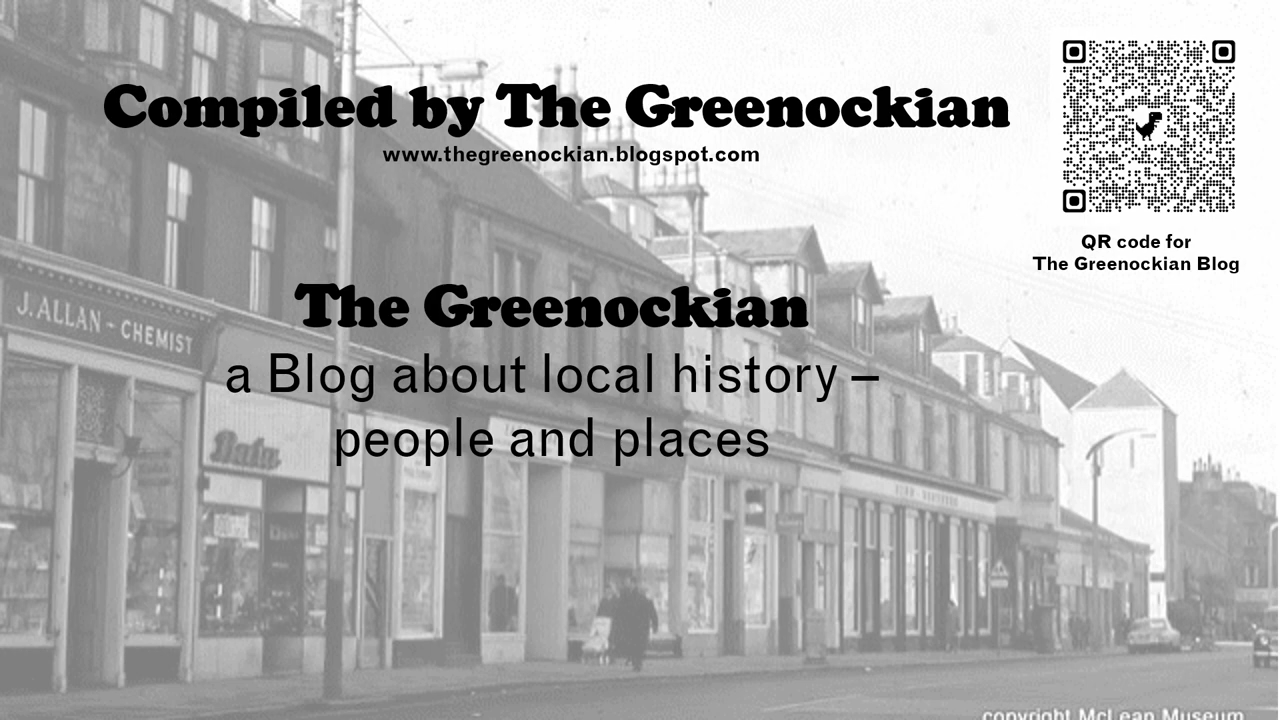 Compiled by The Greenockian
www.thegreenockian.blogspot.com
QR code for
The Greenockian Blog
The Greenockian
a Blog about local history –
people and places
J. ALLAN - CHEMIST
Bata
copyright McLean Museum